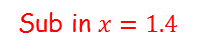 Sub in x = 1.4